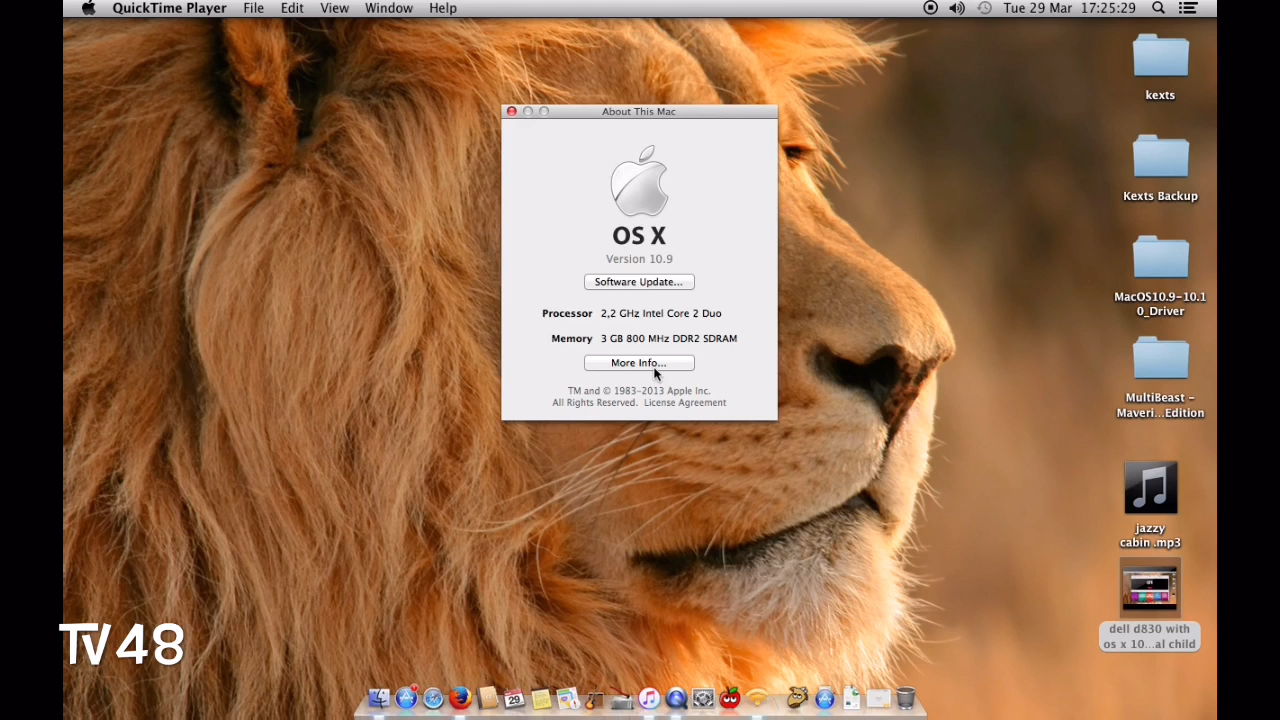 QuickTime Player File Edit View Window Help Tue 29 Mar 17:25:29
kexts
Kexts Backup
MacOS10.9-10.1
0_Driver
MultiBeast -
Maveri...Edition
jazzy
cabin .mp3
dell d830 with
os x 10...al child
About This Mac
OS X
Version 10.9
Software Update...
Processor 2,2 GHz Intel Core 2 Duo
Memory 3 GB 800 MHz DDR2 SDRAM
More Info...
TM and © 1983-2013 Apple Inc.
All Rights Reserved. License Agreement
TV48
29